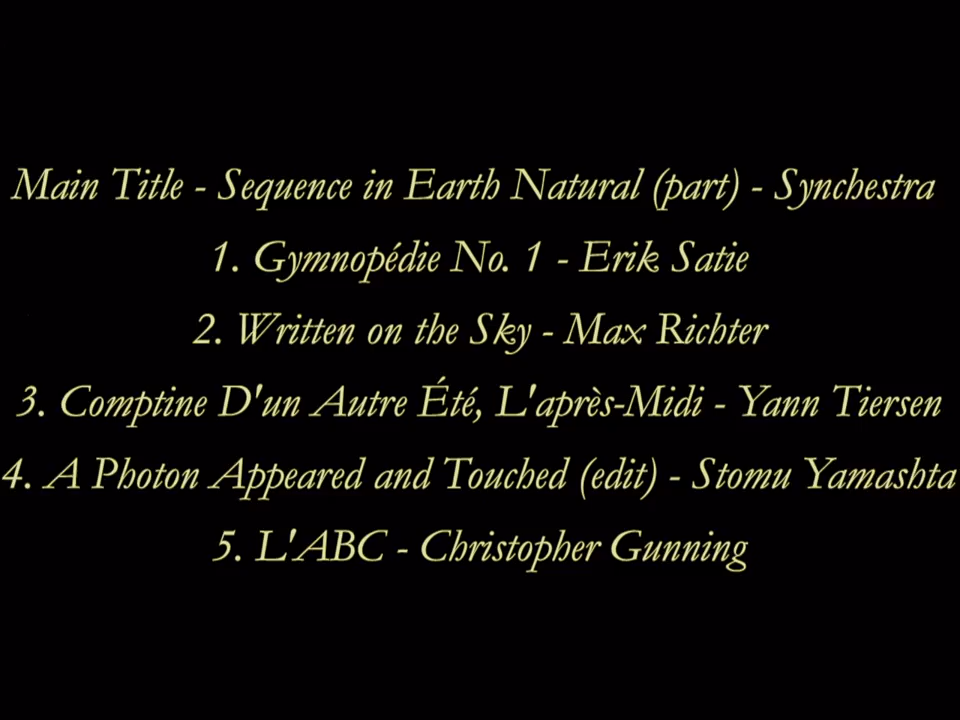 Main Title - Sequence in Earth Natural (part) - Synchestra
1. Gymnopédie No. 1 - Erik Satie
2. Written on the Sky - Max Richter
3. Comptine D'un Autre Été, L'après-Midi - Yann Tiersen
4. A Photon Appeared and Touched (edit) - Stomu Yamashta
5. L'ABC - Christopher Gunning